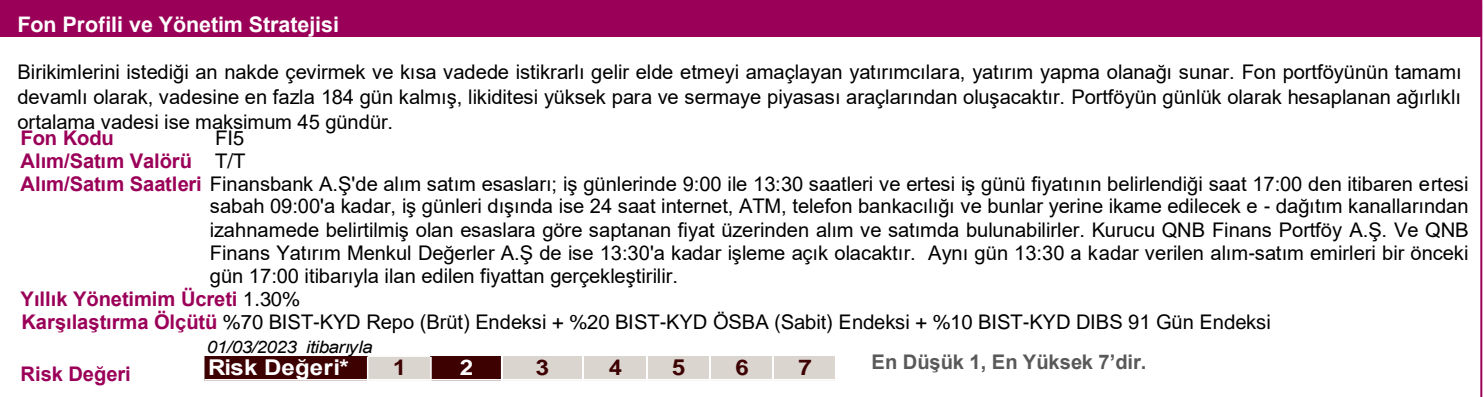 Fon Profili ve Yönetim Stratejisi
Birikimlerini istediği an nakde çevirmek ve kısa vadede istikrarlı gelir elde etmeyi amaçlayan yatırımcılara, yatırım yapma olanağı sunar. Fon portföyünün tamamı
devamlı olarak, vadesine en fazla 184 gün kalmış, likiditesi yüksek para ve sermaye piyasası araçlarından oluşacaktır. Portföyün günlük olarak hesaplanan ağırlıklı
ortalama vadesi ise maksimum 45 gündür.
Fon Kodu FI5
Alım/Satım Valörü T/T
Alım/Satım Saatleri Finansbank A.Ş'de alım satım esasları; iş günlerinde 9:00 ile 13:30 saatleri ve ertesi iş günü fiyatının belirlendiği saat 17:00 den itibaren ertesi
sabah 09:00'a kadar, iş günleri dışında ise 24 saat internet, ATM, telefon bankacılığı ve bunlar yerine ikame edilecek e - dağıtım kanallarından
izahnamede belirtilmiş olan esaslara göre saptanan fiyat üzerinden alım ve satımda bulunabilirler. Kurucu QNB Finans Portföy A.Ş. Ve QNB
Finans Yatırım Menkul Değerler A.Ş de ise 13:30'a kadar işleme açık olacaktır. Aynı gün 13:30 a kadar verilen alım-satım emirleri bir önceki
gün 17:00 itibarıyla ilan edilen fiyattan gerçekleştirilir.
Yıllık Yönetimim Ücreti 1.30%
Karşılaştırma Ölçütü %70 BIST-KYD Repo (Brüt) Endeksi + %20 BIST-KYD ÖSBA (Sabit) Endeksi + %10 BIST-KYD DIBS 91 Gün Endeksi
01/03/2023 itibarıyla
Risk Değeri Risk Değeri* 1 2 3 4 5 6 7 En Düşük 1, En Yüksek 7’dir.